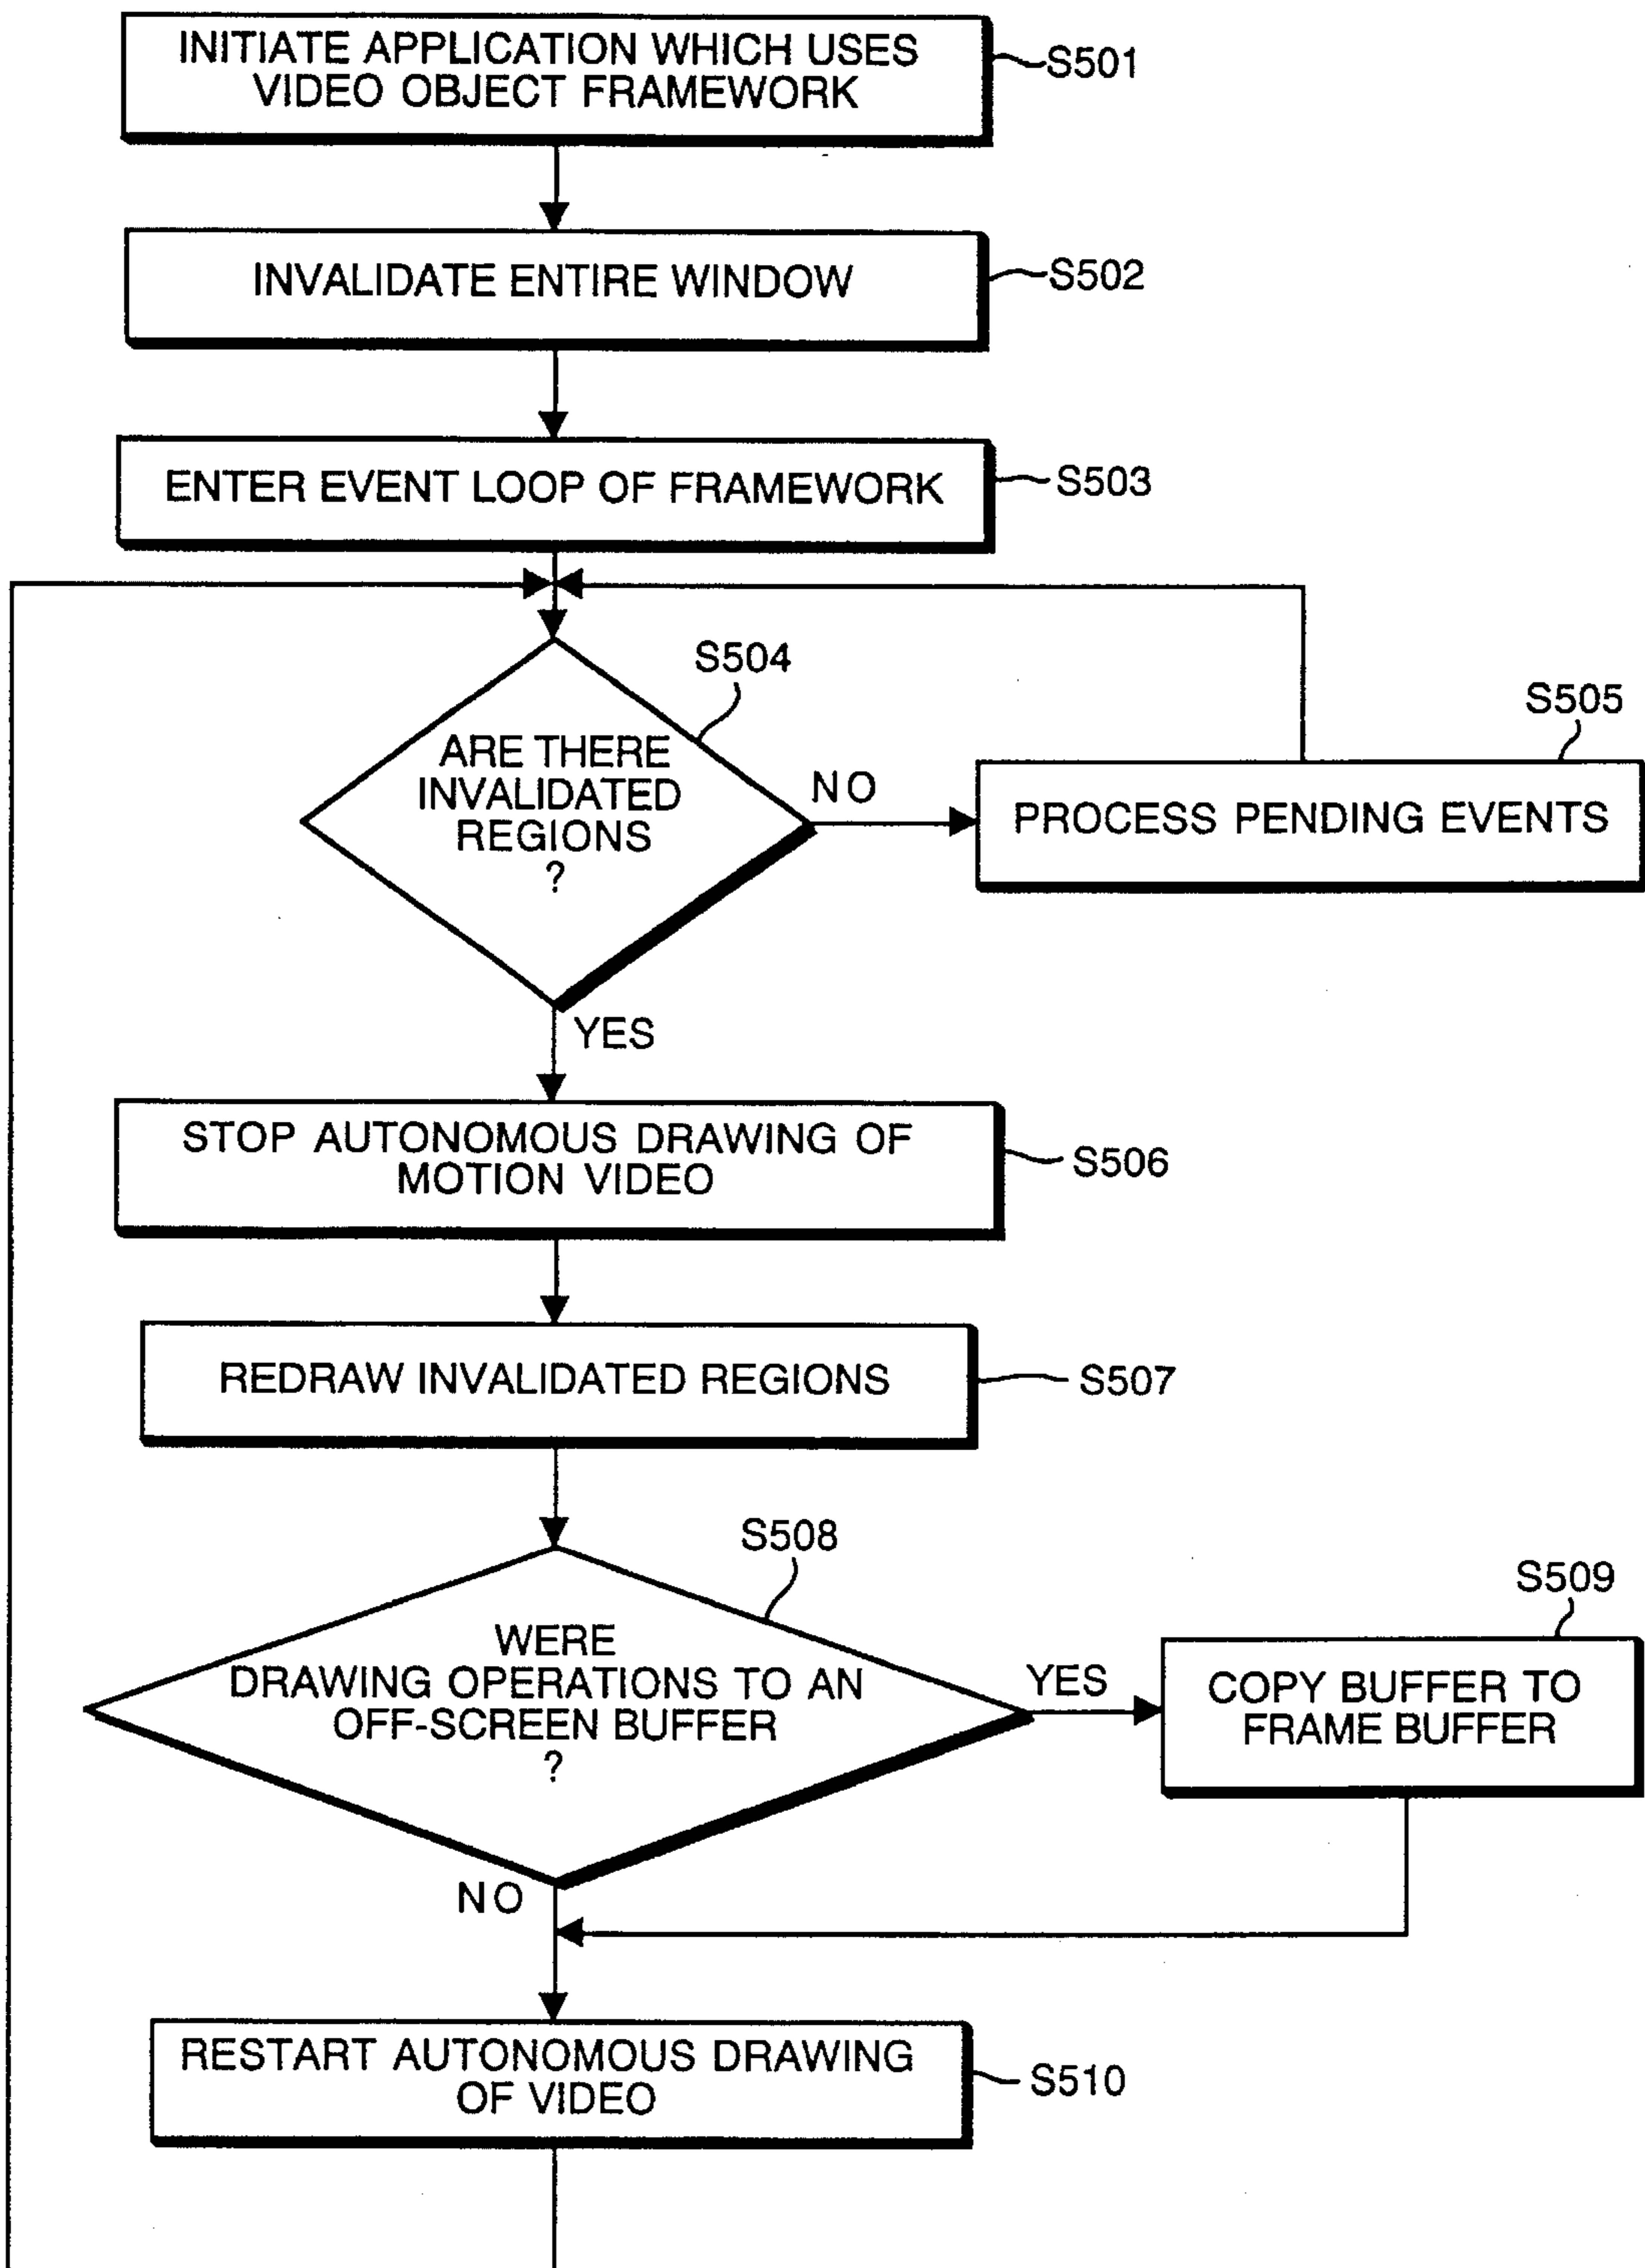 INITIATE APPLICATION WHICH USES
VIDEO OBJECT FRAMEWORK
S501
INVALIDATE ENTIRE WINDOW
S502
ENTER EVENT LOOP OF FRAMEWORK
S503
S504
ARE THERE
INVALIDATED
REGIONS
?
NO
S505
PROCESS PENDING EVENTS
YES
STOP AUTONOMOUS DRAWING OF
MOTION VIDEO
S506
REDRAW INVALIDATED REGIONS
S507
S508
WERE
DRAWING OPERATIONS TO AN
OFF-SCREEN BUFFER
?
YES
S509
COPY BUFFER TO
FRAME BUFFER
NO
RESTART AUTONOMOUS DRAWING
OF VIDEO
S510